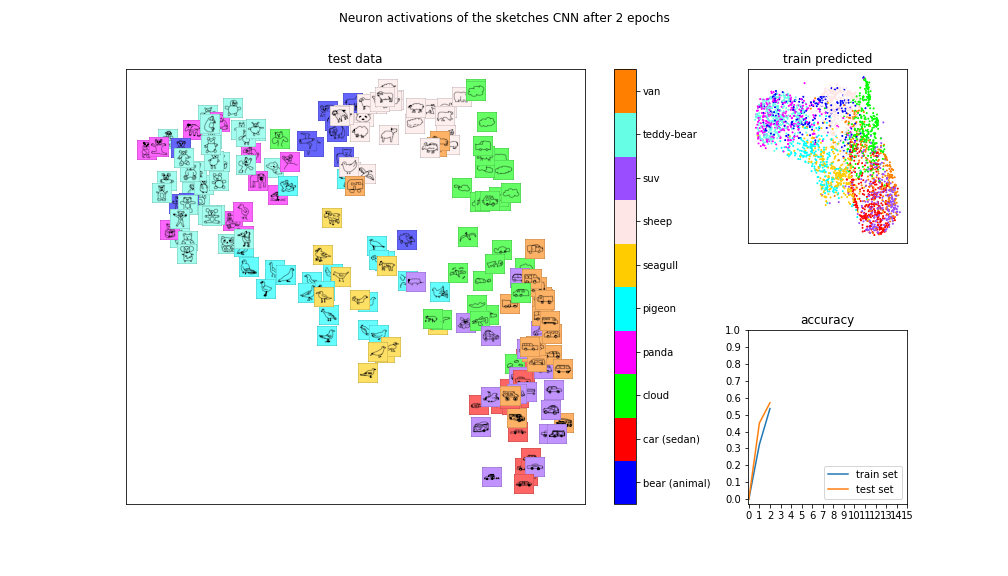 Neuron activations of the sketches CNN after 2 epochs
test data
van
teddy-bear
suv
sheep
seagull
pigeon
panda
cloud
car (sedan)
bear (animal)
train predicted
accuracy
1.0
0.9
0.8
0.7
0.6
0.5
0.4
0.3
0.2
0.1
0.0
train set
test set
0 1 2 3 4 5 6 7 8 9 10 11 12 13 14 15